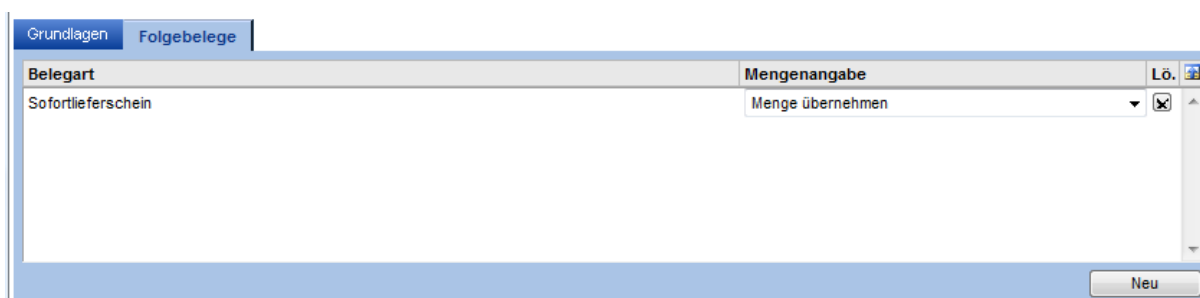 Grundlagen Folgebelege
Belegart Mengenangabe Lö.
Sofortlieferschein Menge übernehmen
Neu